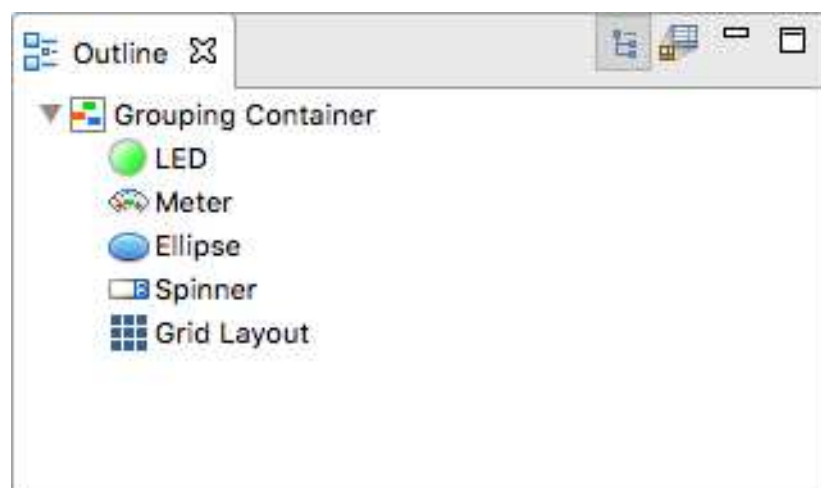 Outline
Grouping Container
LED
Meter
Ellipse
Spinner
Grid Layout